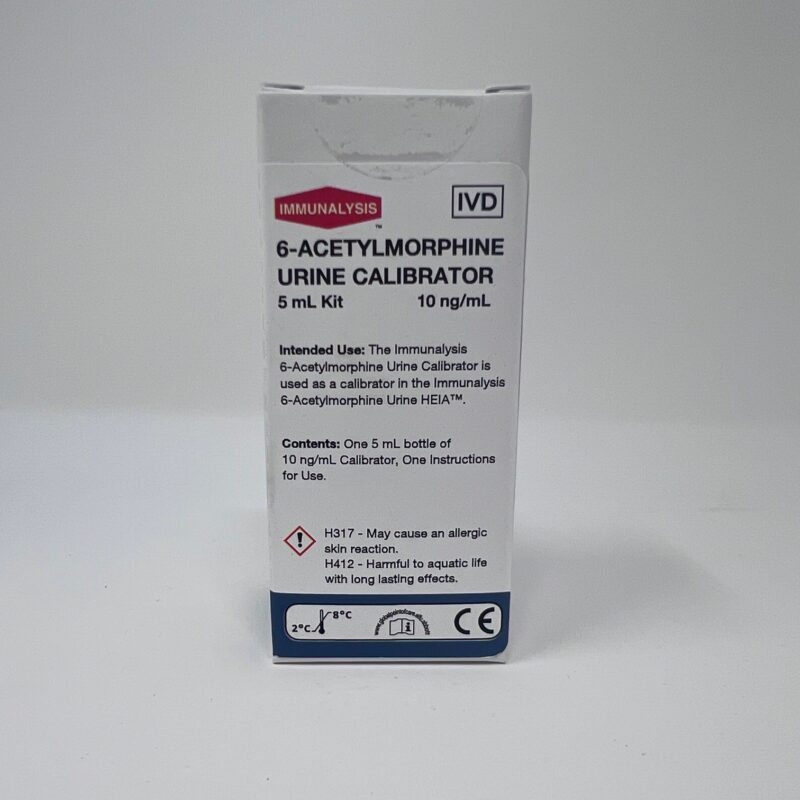 IMMUNALYSIS
TM
IVD
6-ACETYLMORPHINE
URINE CALIBRATOR
5 mL Kit 10 ng/mL
Intended Use: The Immunalysis
6-Acetylmorphine Urine Calibrator is
used as a calibrator in the Immunalysis
6-Acetylmorphine Urine HEIA™.
Contents: One 5 mL bottle of
10 ng/mL Calibrator, One Instructions
for Use.
H317 - May cause an allergic
skin reaction.
H412 - Harmful to aquatic life
with long lasting effects.
8°C
2°C
i
CE